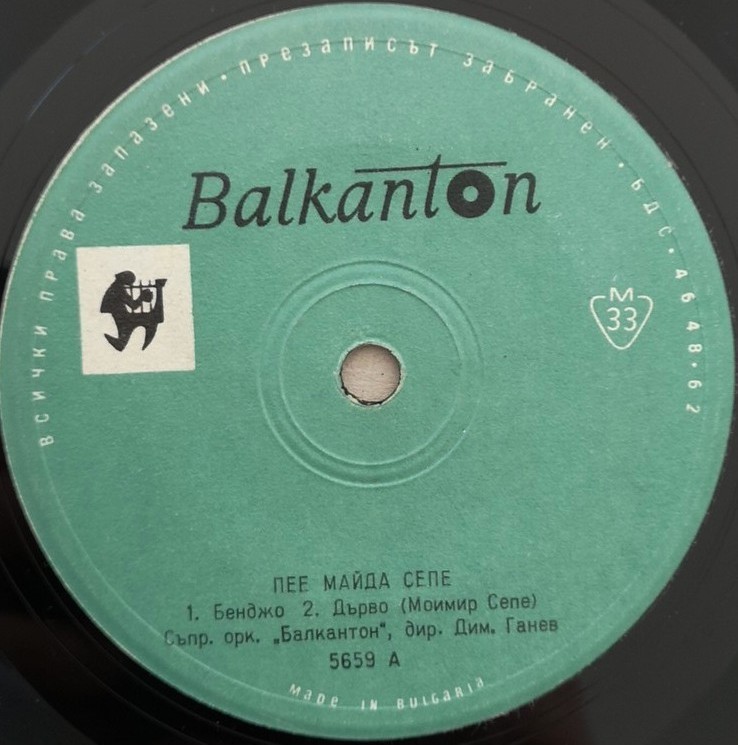 ВСИЧКИ ПРАВА ЗАПАЗЕНИ • ПРЕЗАПИСЪТ ЗАБРАНЕН • БДС • 4648 • 62
Balkanton
М
33
ПЕЕ МАЙДА СЕПЕ
1. Бенджо 2. Дърво (Моимир Сепе)
Съпр. орк. „Балкантон“, дир. Дим. Ганев
5659 А
MADE IN BULGARIA